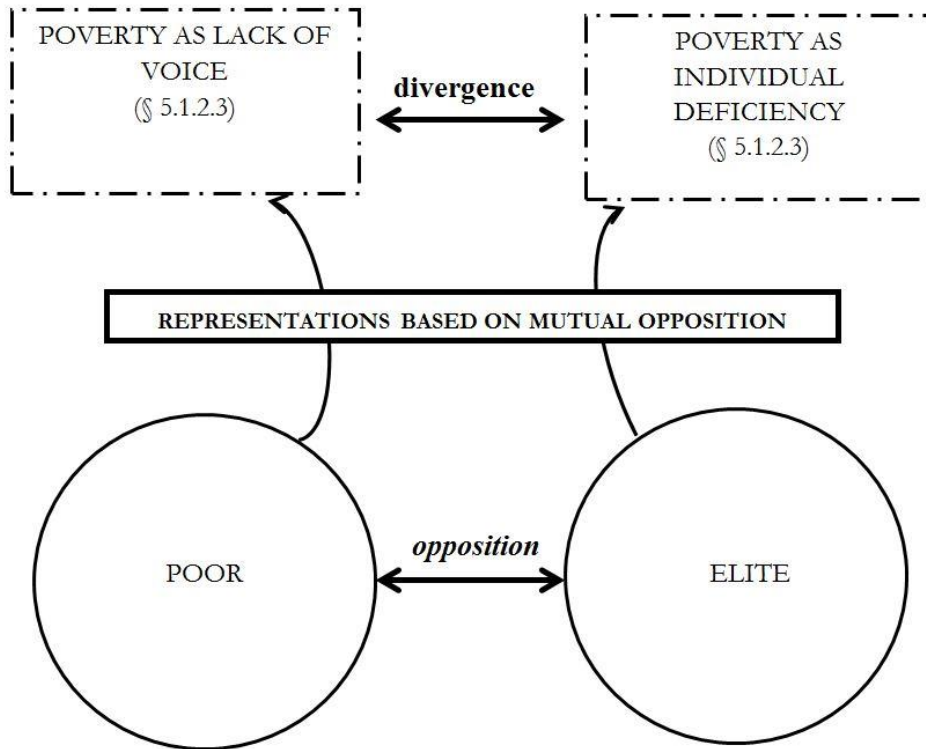 POVERTY AS LACK OF
VOICE
(§ 5.1.2.3)
divergence
POVERTY AS
INDIVIDUAL
DEFICIENCY
(§ 5.1.2.3)
REPRESENTATIONS BASED ON MUTUAL OPPOSITION
POOR
opposition
ELITE